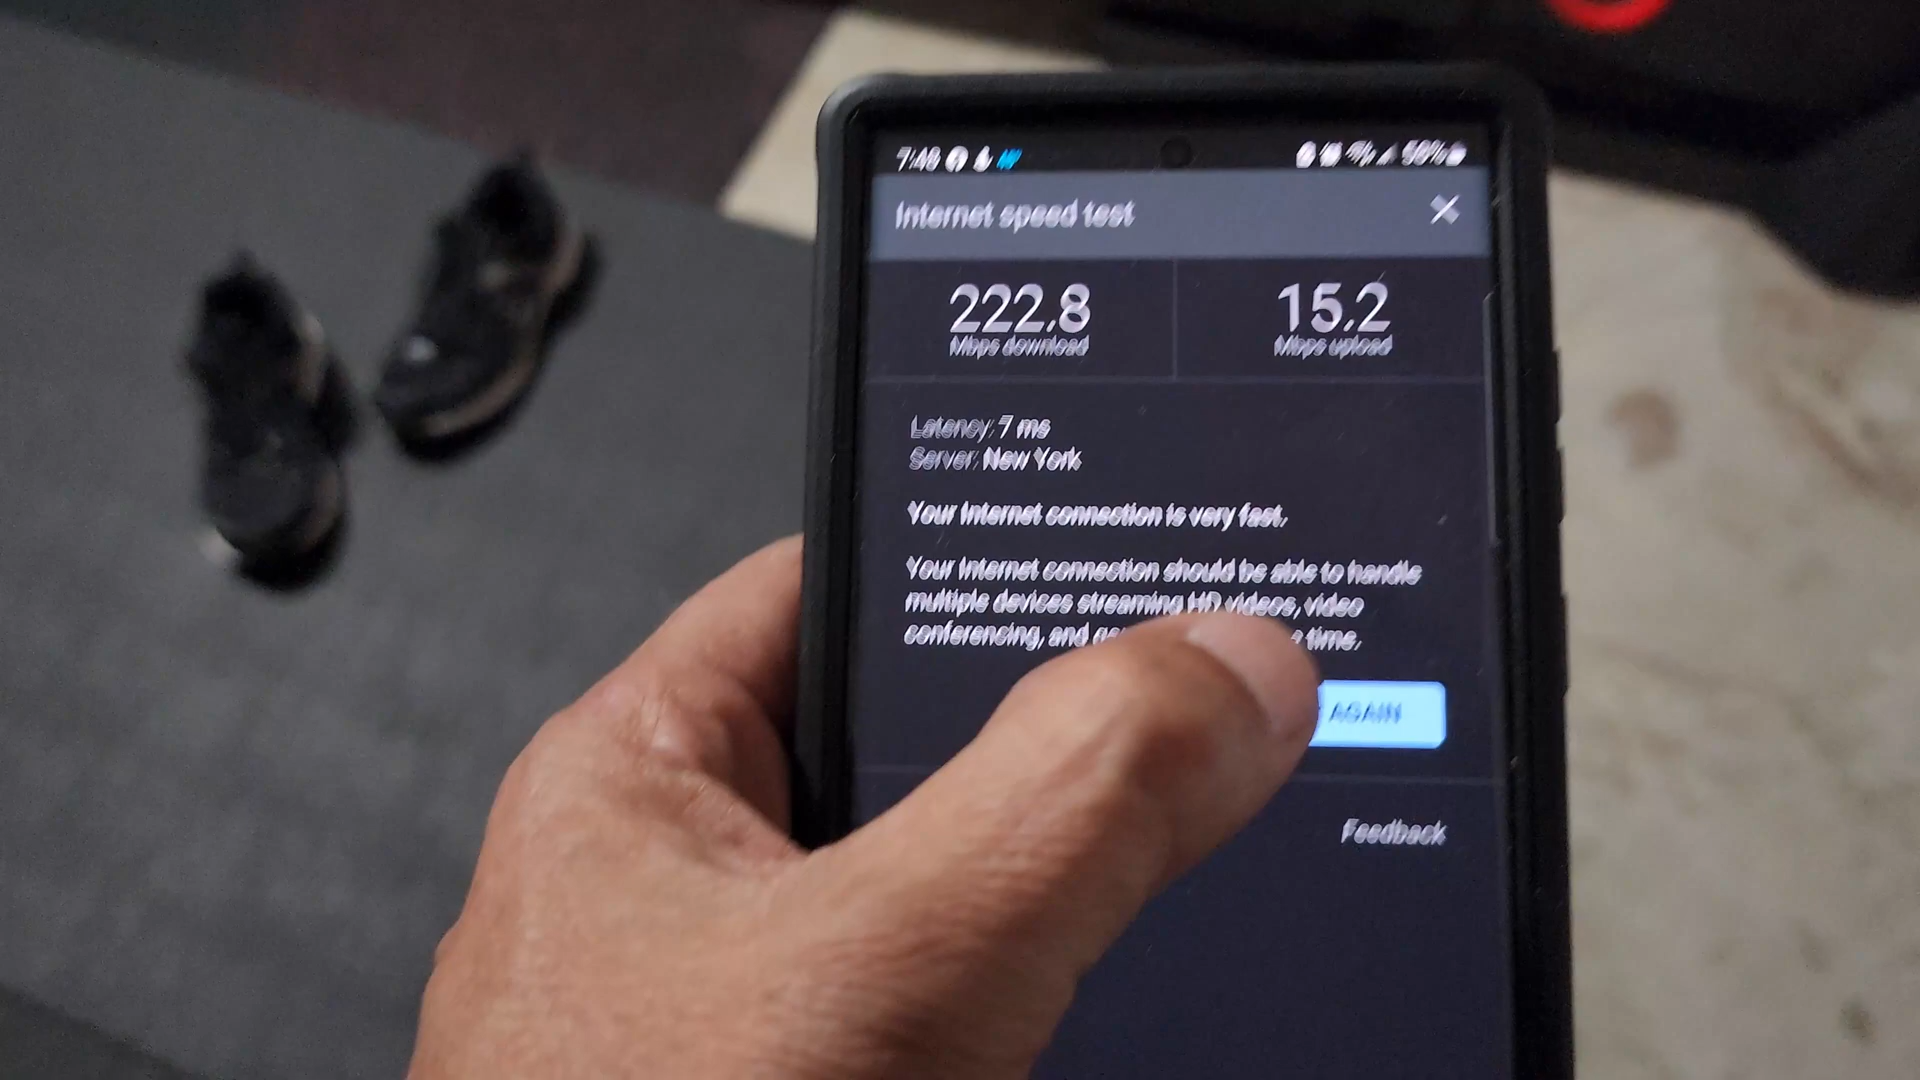 7:48 58%
Internet speed test
222.8 15.2
Mbps download Mbps upload
Latency: 7 ms
Server: New York
Your Internet connection is very fast.
Your Internet connection should be able to handle
multiple devices streaming HD videos, video
conferencing, and time.
AGAIN
Feedback